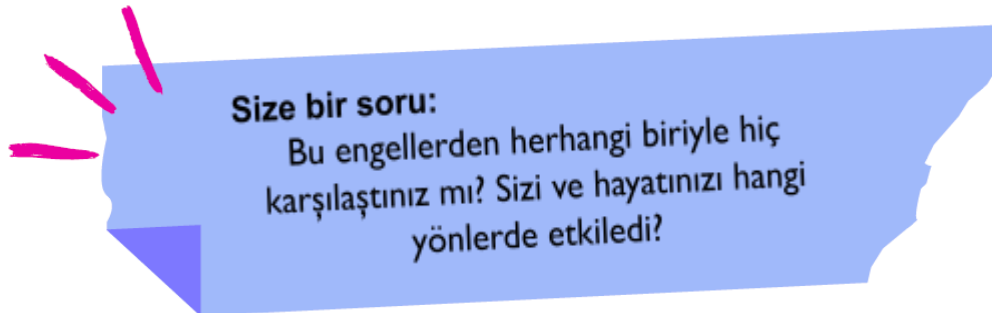 Size bir soru:
Bu engellerden herhangi biriyle hiç
karşılaştınız mı? Sizi ve hayatınızı hangi
yönlerde etkiledi?